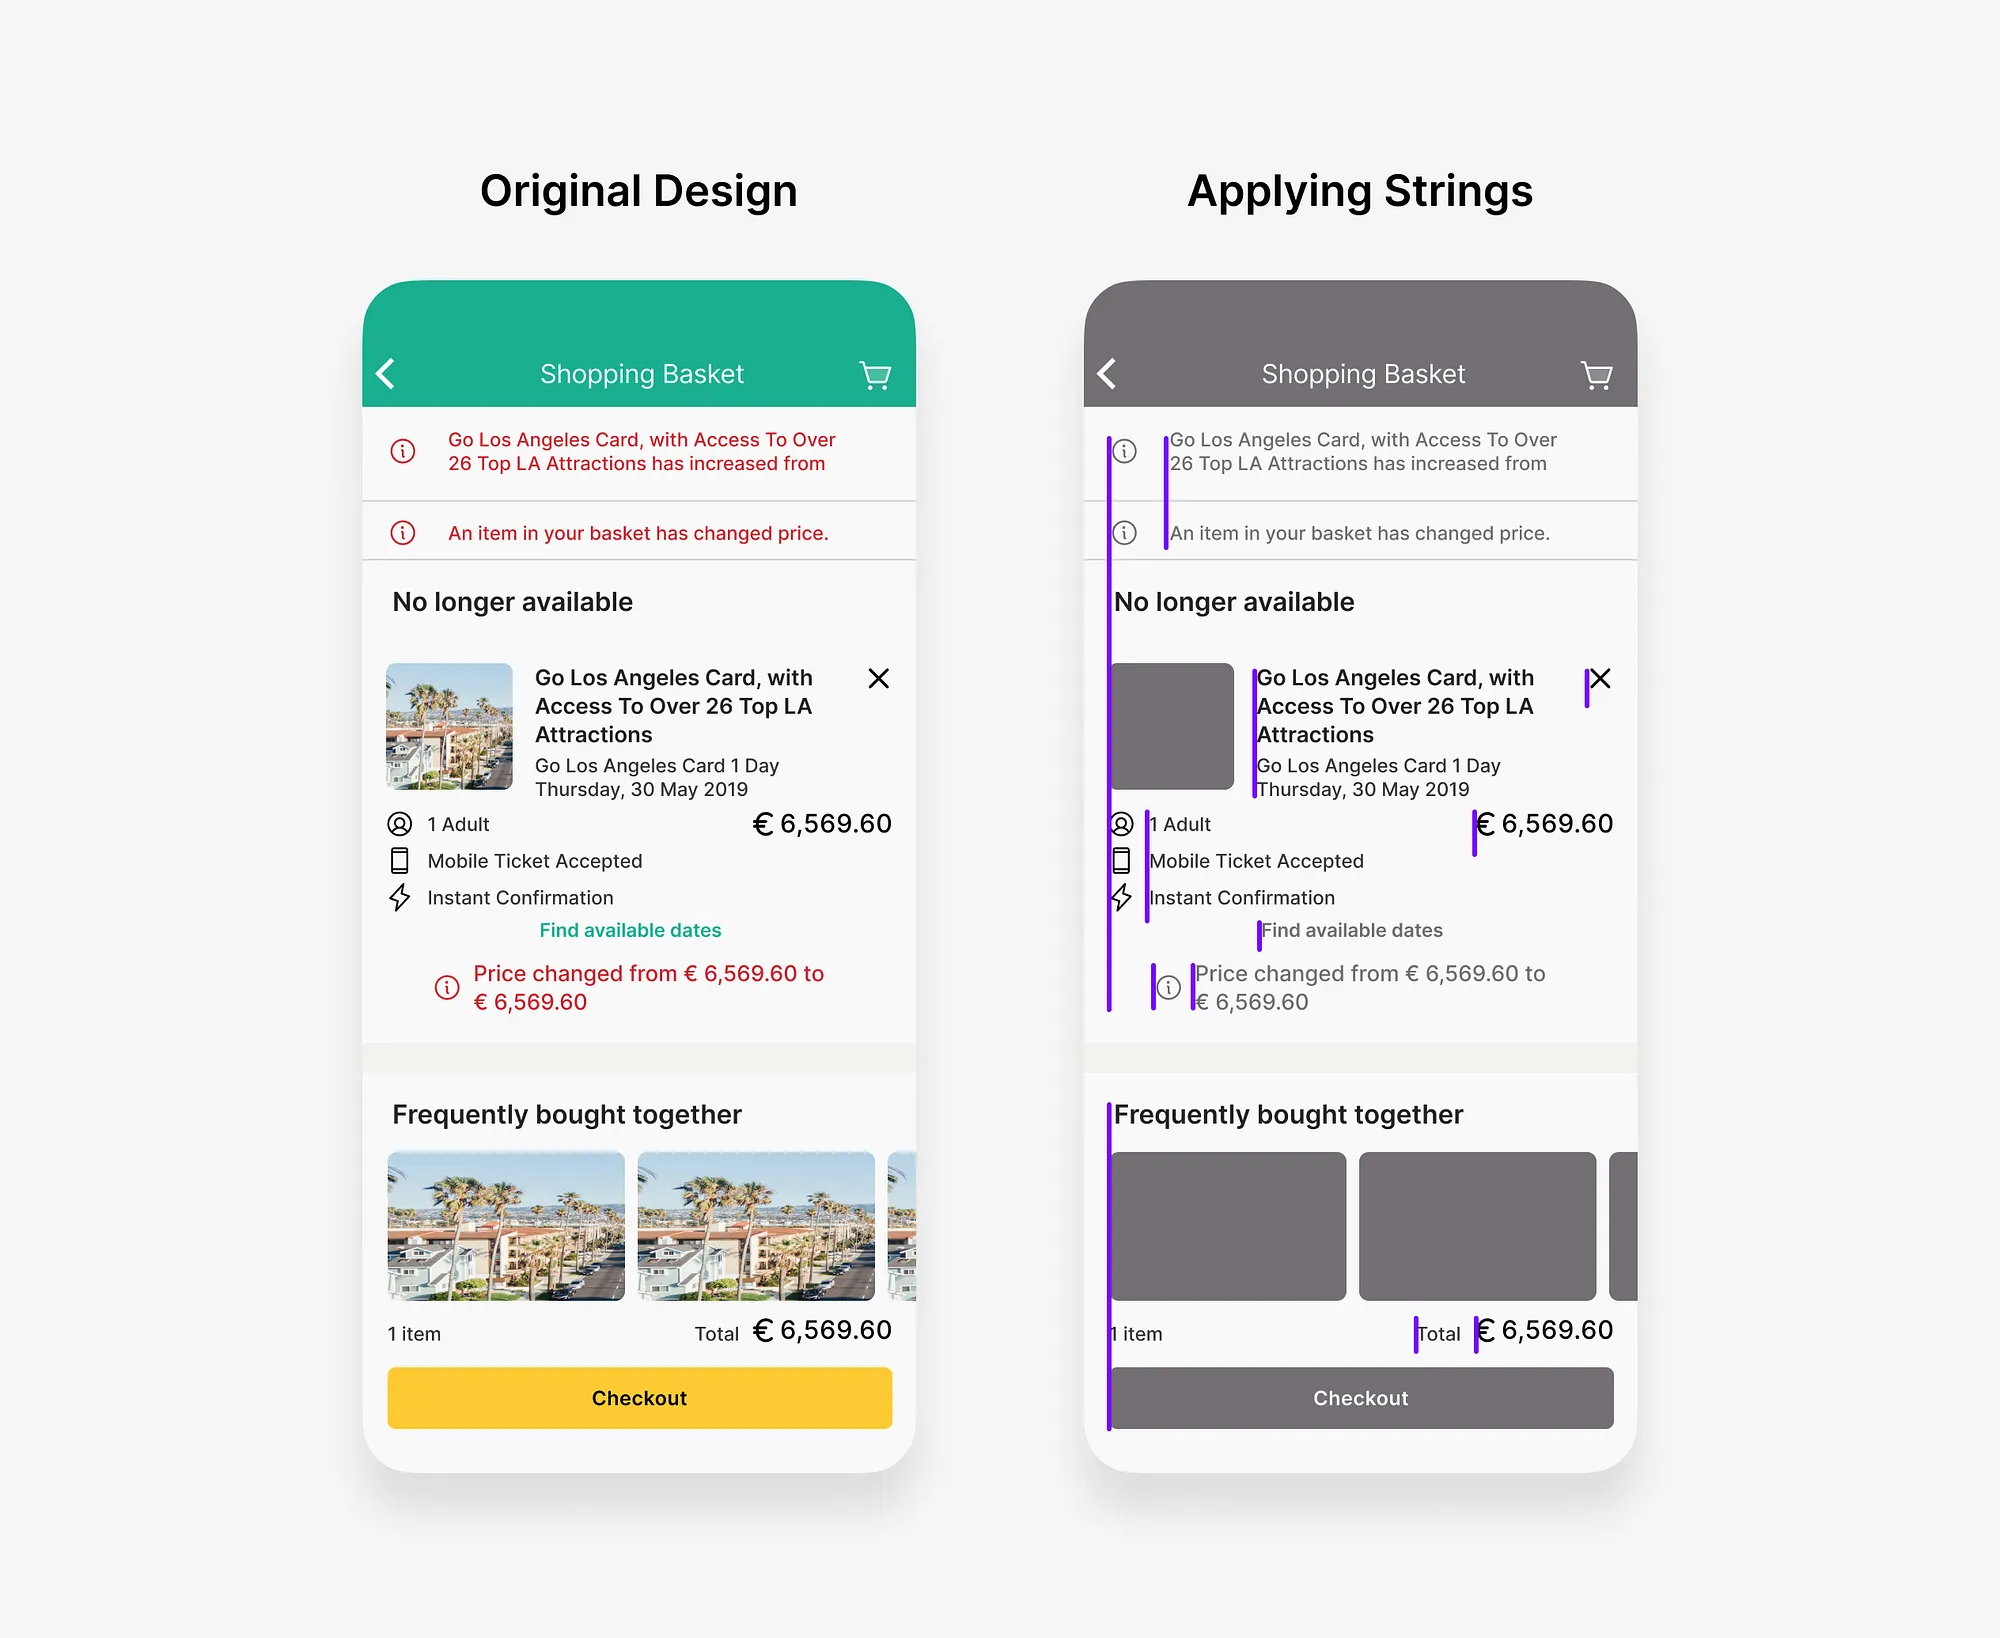 Original Design
Shopping Basket
Go Los Angeles Card, with Access To Over
26 Top LA Attractions has increased from
An item in your basket has changed price.
No longer available
Go Los Angeles Card, with
Access To Over 26 Top LA
Attractions
Go Los Angeles Card 1 Day
Thursday, 30 May 2019
1 Adult
€ 6,569.60
Mobile Ticket Accepted
Instant Confirmation
Find available dates
Price changed from € 6,569.60 to
€ 6,569.60
Frequently bought together
1 item
Total € 6,569.60
Checkout
Applying Strings
Shopping Basket
Go Los Angeles Card, with Access To Over
26 Top LA Attractions has increased from
An item in your basket has changed price.
No longer available
Go Los Angeles Card, with
Access To Over 26 Top LA
Attractions
Go Los Angeles Card 1 Day
Thursday, 30 May 2019
1 Adult
€ 6,569.60
Mobile Ticket Accepted
Instant Confirmation
Find available dates
Price changed from € 6,569.60 to
€ 6,569.60
Frequently bought together
1 item
Total € 6,569.60
Checkout